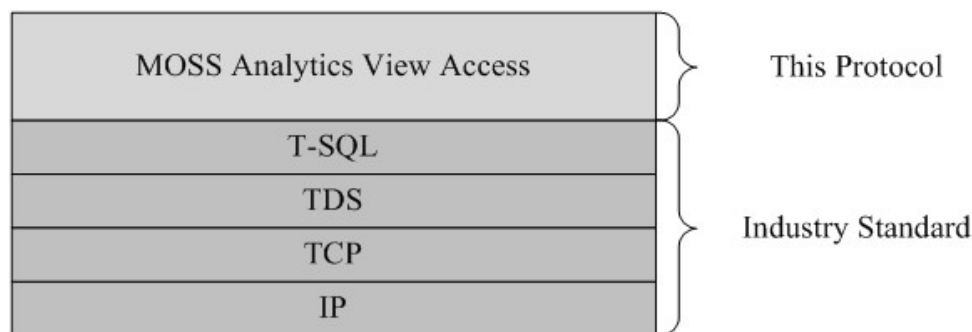 MOSS Analytics View Access
This Protocol
T-SQL
TDS
TCP
IP
Industry Standard